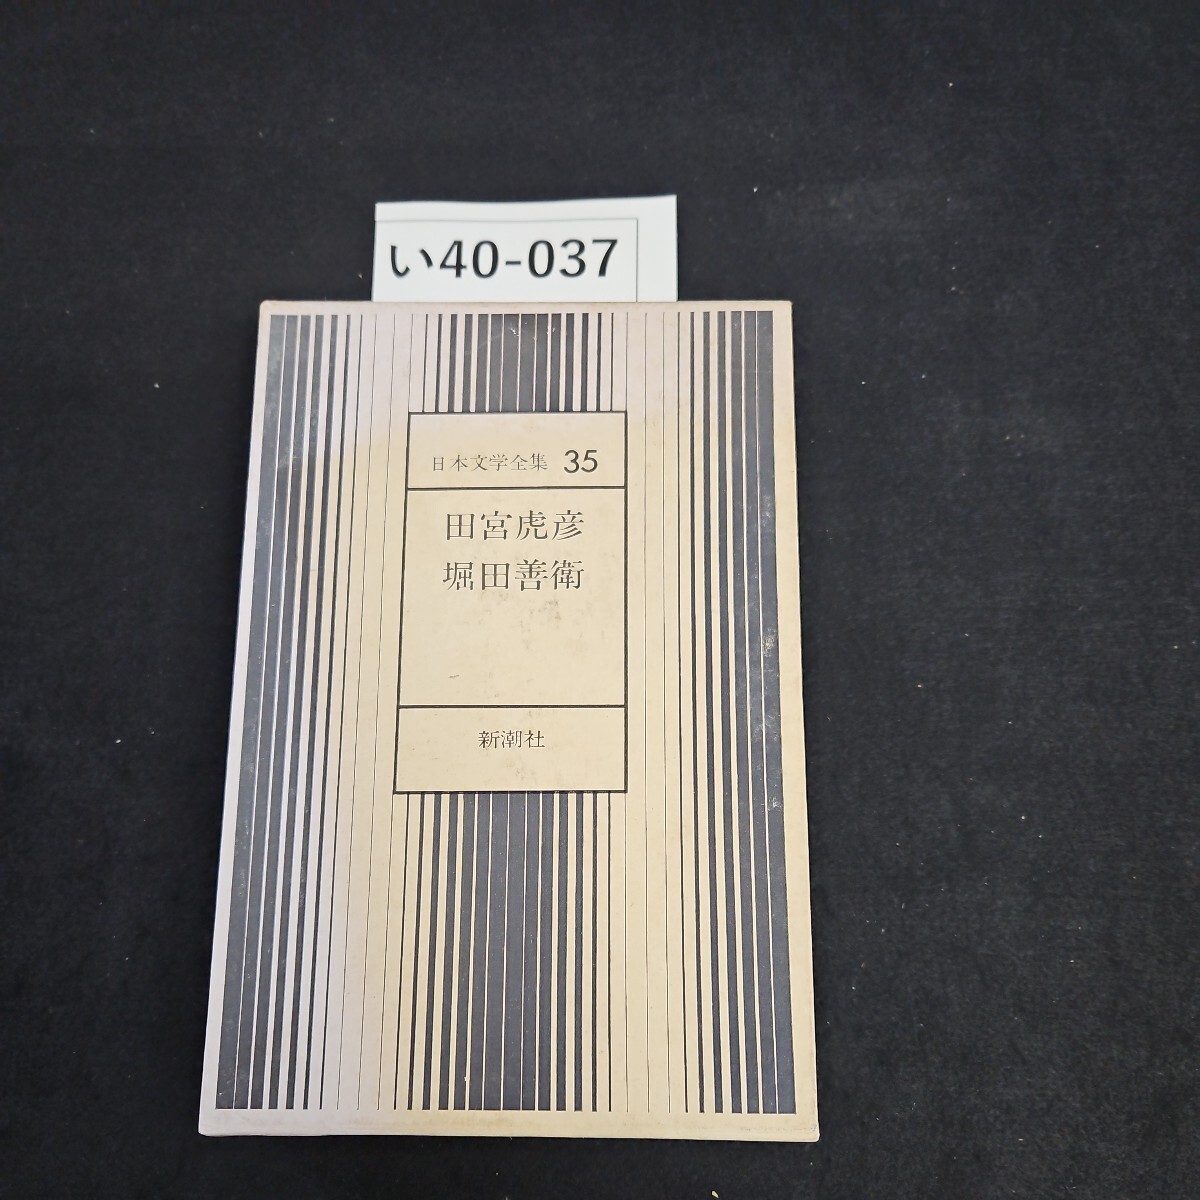 い40-037
日本文学全集 35
田宮虎彦
堀田善衛
新潮社